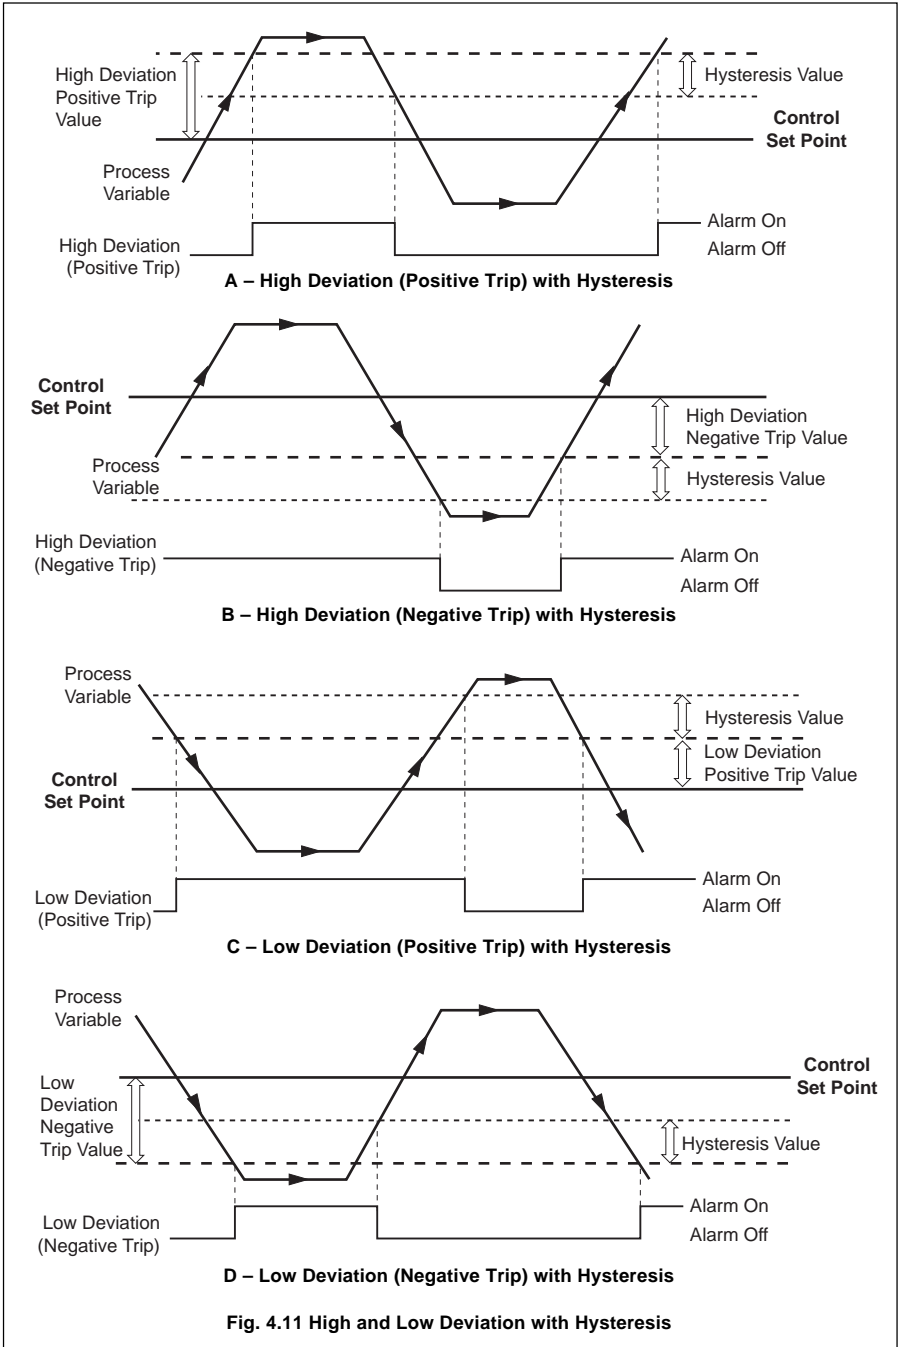 High Deviation
Positive Trip
Value
Hysteresis Value
Control
Set Point
Process
Variable
High Deviation
(Positive Trip)
Alarm On
Alarm Off
A – High Deviation (Positive Trip) with Hysteresis
Control
Set Point
High Deviation
Negative Trip Value
Process
Variable
Hysteresis Value
High Deviation
(Negative Trip)
Alarm On
Alarm Off
B – High Deviation (Negative Trip) with Hysteresis
Process
Variable
Hysteresis Value
Low Deviation
Positive Trip Value
Control
Set Point
Low Deviation
(Positive Trip)
Alarm On
Alarm Off
C – Low Deviation (Positive Trip) with Hysteresis
Process
Variable
Control
Set Point
Low
Deviation
Negative
Trip Value
Hysteresis Value
Low Deviation
(Negative Trip)
Alarm On
Alarm Off
D – Low Deviation (Negative Trip) with Hysteresis
Fig. 4.11 High and Low Deviation with Hysteresis